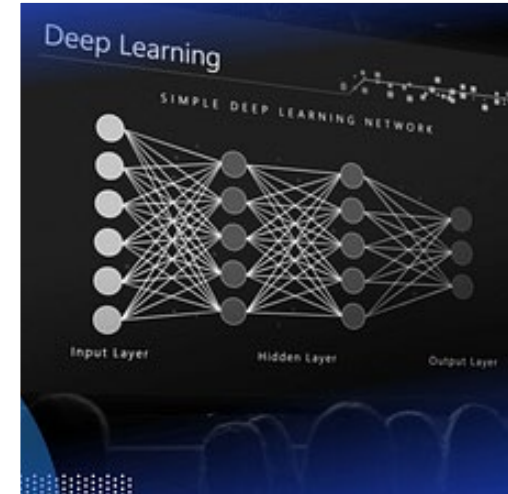 Deep Learning
SIMPLE DEEP LEARNING NETWORK
Input Layer
Hidden Layer
Output Layer